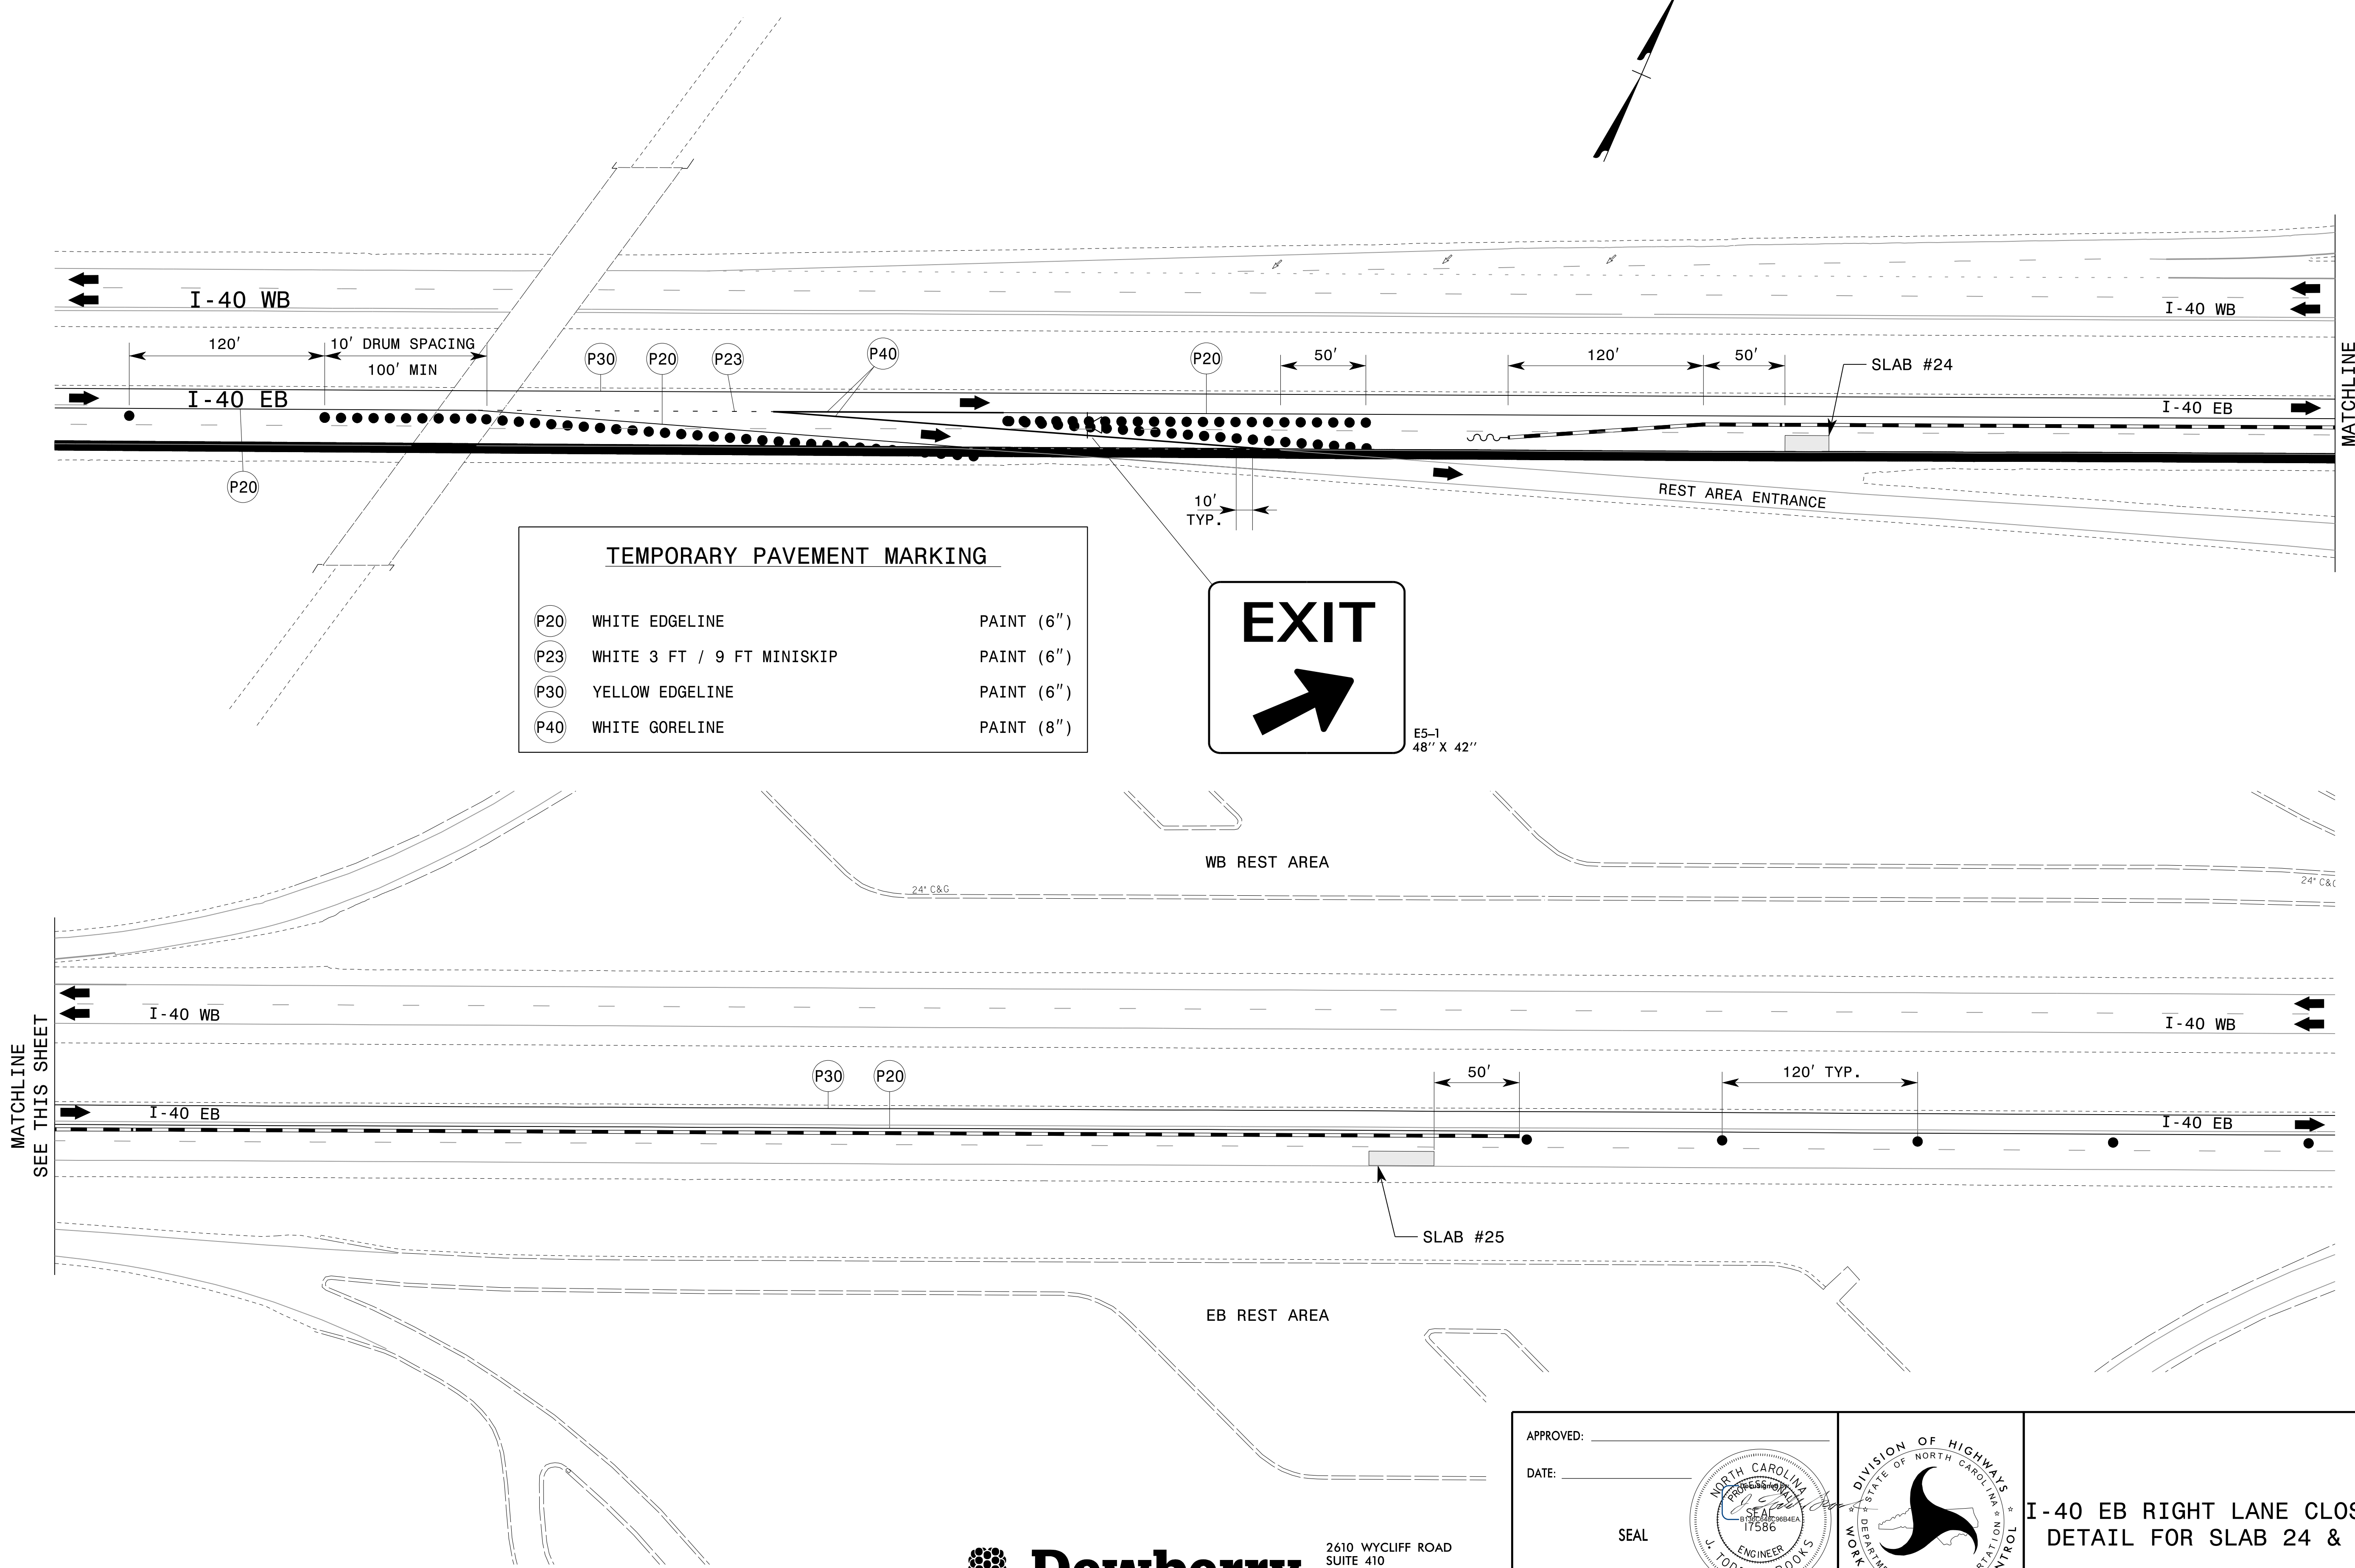 I-40 WB
I-40 WB
MATCHLINE
120'
10' DRUM SPACING
100' MIN
P30
P20
P23
P40
P20
50'
120'
50'
SLAB #24
I-40 EB
I-40 EB
P20
10'
TYP.
REST AREA ENTRANCE
TEMPORARY PAVEMENT MARKING
P20 WHITE EDGELINE PAINT (6")
P23 WHITE 3 FT / 9 FT MINISKIP PAINT (6")
P30 YELLOW EDGELINE PAINT (6")
P40 WHITE GORELINE PAINT (8")
EXIT
E5-1
48" X 42"
WB REST AREA
24" C&G
24" C&G
MATCHLINE
SEE THIS SHEET
I-40 WB
I-40 WB
P30
P20
50'
120' TYP.
I-40 EB
I-40 EB
SLAB #25
EB REST AREA
APPROVED:
DATE:
SEAL
NORTH CAROLINA
PROFESSIONAL
SEAL
17586
ENGINEER
DIVISION OF HIGHWAYS
STATE OF NORTH CAROLINA
I-40 EB RIGHT LANE CLOS
DETAIL FOR SLAB 24 &
Dewberry
2610 WYCLIFF ROAD
SUITE 410